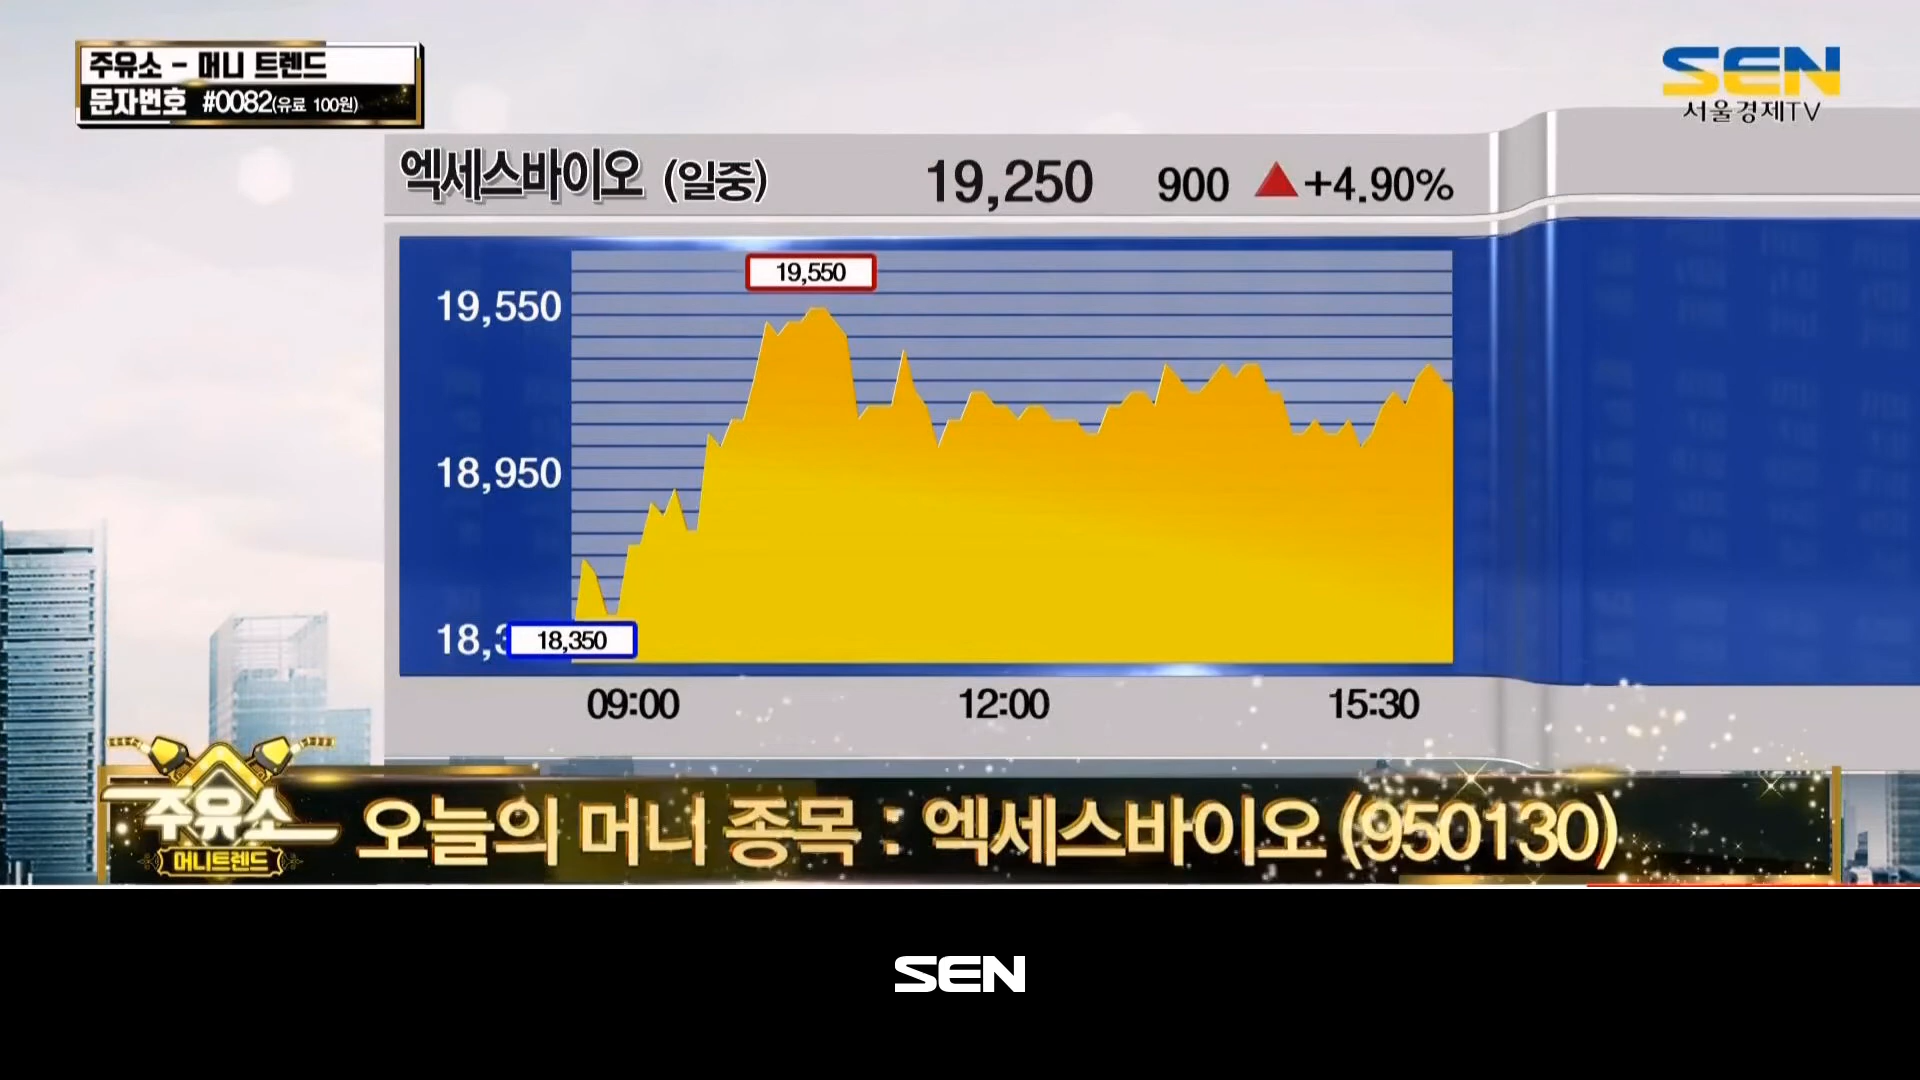 주유소 - 머니 트렌드
문자번호 #0082(유료 100원)
SEN
서울경제TV
엑세스바이오 (일중) 19,250 900 ▲+4.90%
19,550
19,550
18,950
18,350
09:00 12:00 15:30
주유소
머니트렌드
오늘의 머니 종목 : 엑세스바이오 (950130)
SEN